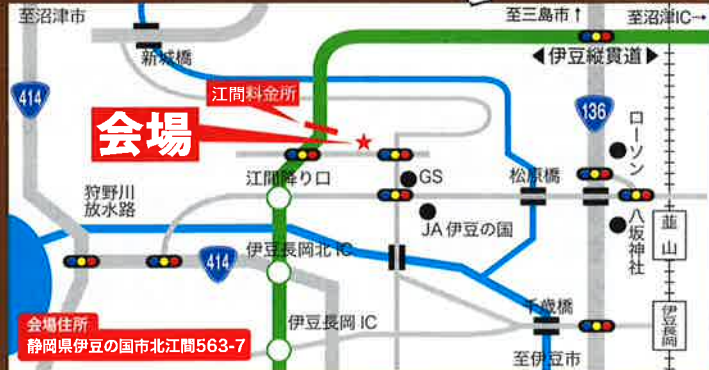 至沼津市
至三島市↑
至沼津IC→
新城橋
◀伊豆縦貫道▶
414
江間料金所
136
ローソン
会場
江間降り口
GS
松原橋
狩野川
放水路
JA 伊豆の国
八坂神社
韮山
伊豆長岡北 IC
414
千歳橋
伊豆長岡
伊豆長岡 IC
会場住所
静岡県伊豆の国市北江間563-7
至伊豆市